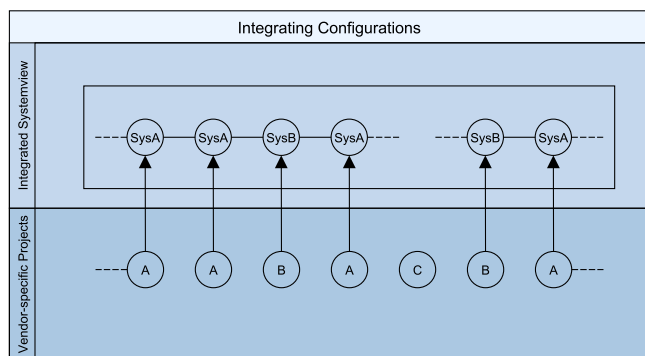 Integrating Configurations
Integrated Systemview
SysA SysA SysB SysA SysB SysA
Vendor-specific Projects
A A B A C B A